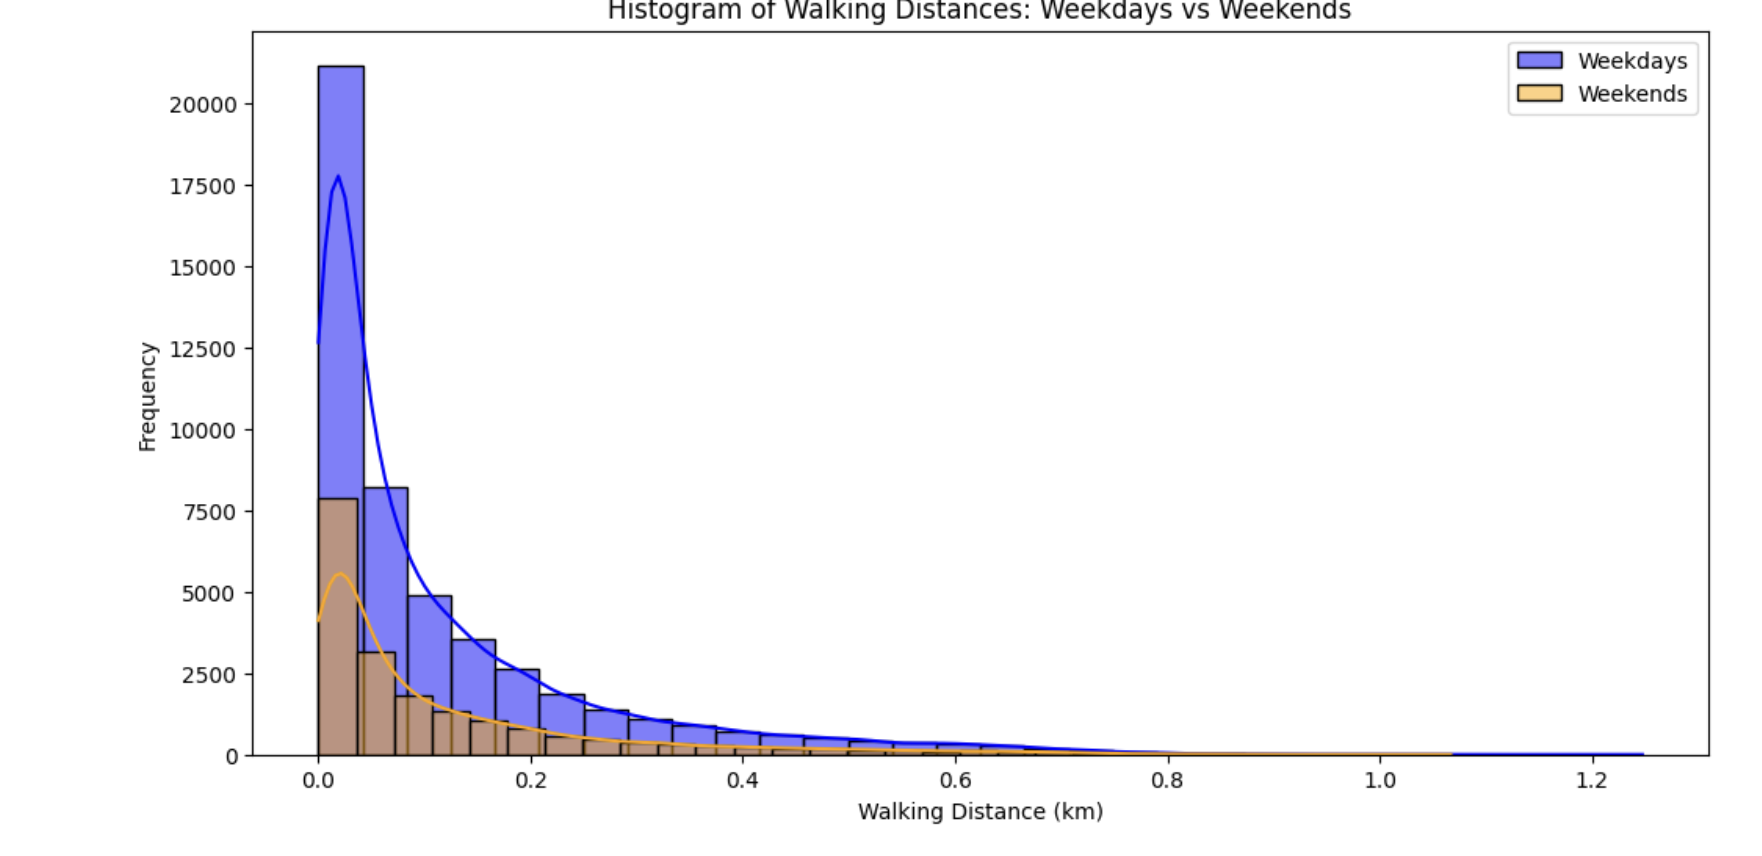 Histogram of Walking Distances: Weekdays vs Weekends
Weekdays
Weekends
20000
17500
15000
12500
10000
7500
5000
2500
0
Frequency
0.0 0.2 0.4 0.6 0.8 1.0 1.2
Walking Distance (km)